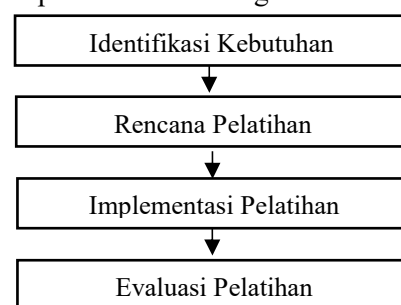 Identifikasi Kebutuhan
Rencana Pelatihan
Implementasi Pelatihan
Evaluasi Pelatihan